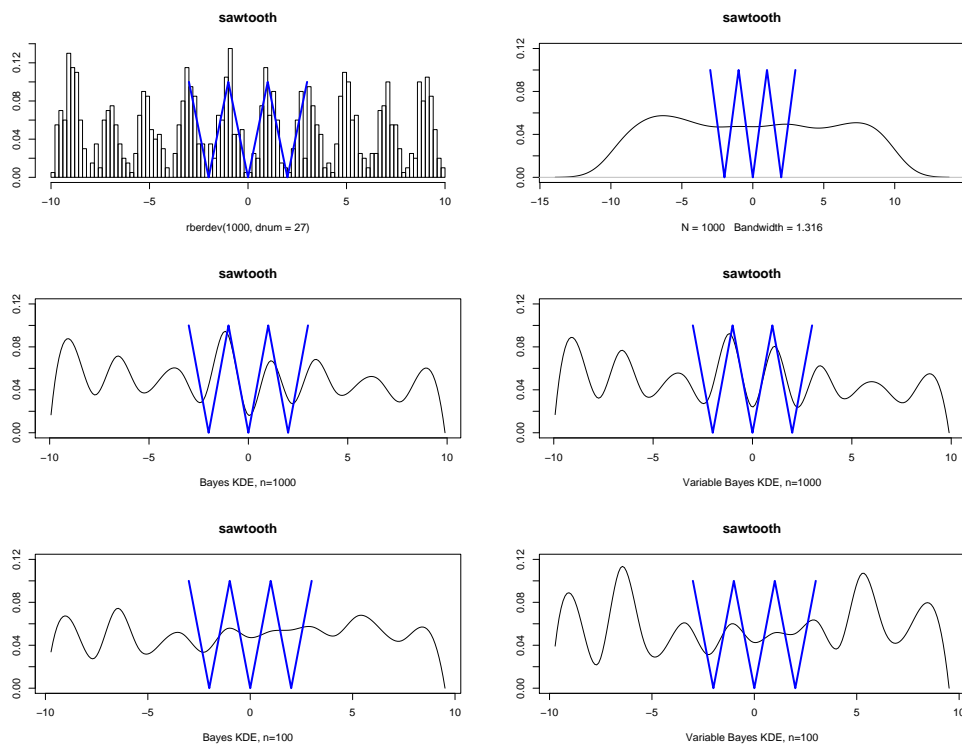 sawtooth
0.00 0.04 0.08 0.12
−10 −5 0 5 10
rberdev(1000, dnum = 27)
sawtooth
0.00 0.04 0.08 0.12
−15 −10 −5 0 5 10
N = 1000 Bandwidth = 1.316
sawtooth
0.00 0.04 0.08 0.12
−10 −5 0 5 10
Bayes KDE, n=1000
sawtooth
0.00 0.04 0.08 0.12
−10 −5 0 5 10
Variable Bayes KDE, n=1000
sawtooth
0.00 0.04 0.08 0.12
−10 −5 0 5 10
Bayes KDE, n=100
sawtooth
0.00 0.04 0.08 0.12
−10 −5 0 5 10
Variable Bayes KDE, n=100